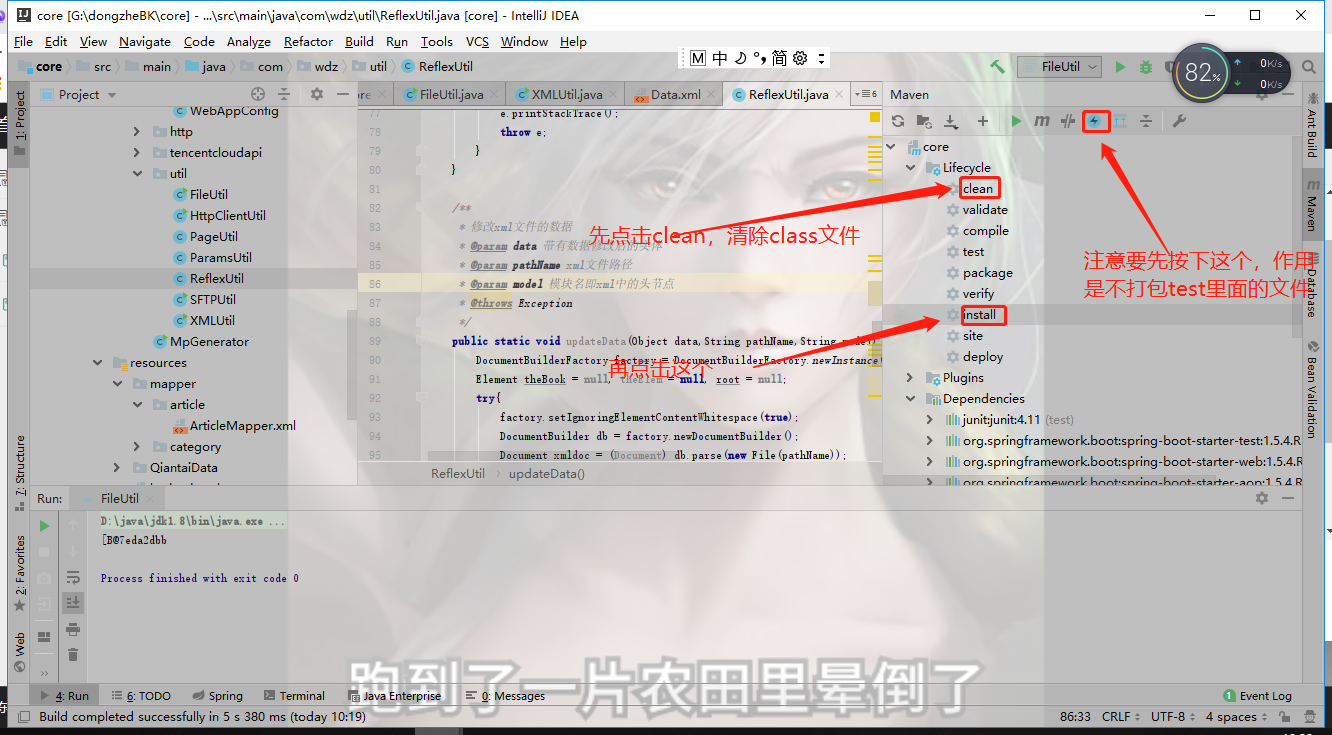 core [G:\dongzheBK\core] - ...\src\main\java\com\wdz\util\ReflexUtil.java [core] - IntelliJ IDEA
File Edit View Navigate Code Analyze Refactor Build Run Tools VCS Window Help
M 中 简
core src main java com wdz util ReflexUtil
FileUtil
82%
0K/s
0K/s
Project
FileUtil.java XMLUtil.java Data.xml ReflexUtil.java 6
Maven
1: Project
7: Structure
2: Favorites
Web
WebAppConfig
http
tencentcloudapi
util
FileUtil
HttpClientUtil
PageUtil
ParamsUtil
ReflexUtil
SFTPUtil
XMLUtil
MpGenerator
resources
mapper
article
ArticleMapper.xml
category
QiantaiData
77 e.printStackTrace();
78 throw e;
79 }
80 }
81
82 /**
83 * 修改xml文件的数据
84 * @param data 带有数据修改后的实体
85 * @param pathName xml文件路径
86 * @param model 模块名即xml中的头节点
87 * @throws Exception
88 */
89 public static void updateData(Object data,String pathName,String model)
90 DocumentBuilderFactory factory = DocumentBuilderFactory.newInstance
91 Element theBook = null, theElem = null, root = null;
92 try{
93 factory.setIgnoringElementContentWhitespace(true);
94 DocumentBuilder db = factory.newDocumentBuilder();
95 Document xmldoc = (Document) db.parse(new File(pathName));
ReflexUtil updateData()
先点击clean，清除class文件
再点击这个
注意要先按下这个，作用
是不打包test里面的文件
core
Lifecycle
clean
validate
compile
test
package
verify
install
site
deploy
Plugins
Dependencies
junit:junit:4.11 (test)
org.springframework.boot:spring-boot-starter-test:1.5.4.R
org.springframework.boot:spring-boot-starter-web:1.5.4.R
org.springframework.boot:spring-boot-starter-aop:1.5.4.R
Ant Build
Maven
Database
Bean Validation
Run: FileUtil
D:\java\jdk1.8\bin\java.exe ...
[B@7eda2dbb
Process finished with exit code 0
跑到了一片农田里晕倒了
4: Run 6: TODO Spring Terminal Java Enterprise 0: Messages 1 Event Log
Build completed successfully in 5 s 380 ms (today 10:19)
86:33 CRLF UTF-8 4 spaces